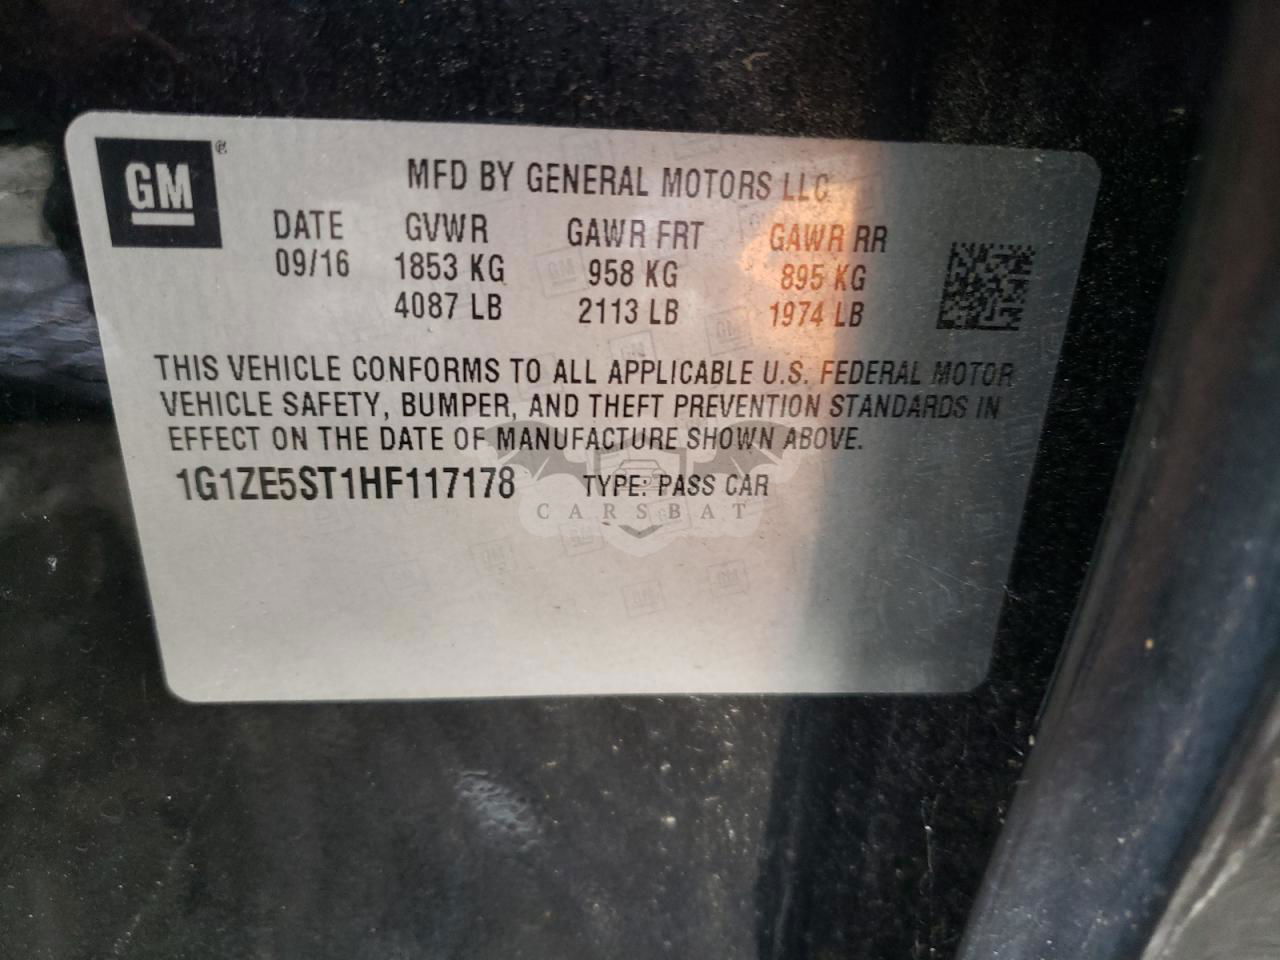 GM®
MFD BY GENERAL MOTORS LLC
DATE GVWR GAWR FRT GAWR RR
09/16 1853 KG 958 KG 895 KG
4087 LB 2113 LB 1974 LB
THIS VEHICLE CONFORMS TO ALL APPLICABLE U.S. FEDERAL MOTOR
VEHICLE SAFETY, BUMPER, AND THEFT PREVENTION STANDARDS IN
EFFECT ON THE DATE OF MANUFACTURE SHOWN ABOVE.
1G1ZE5ST1HF117178 TYPE: PASS CAR
CARSBAT